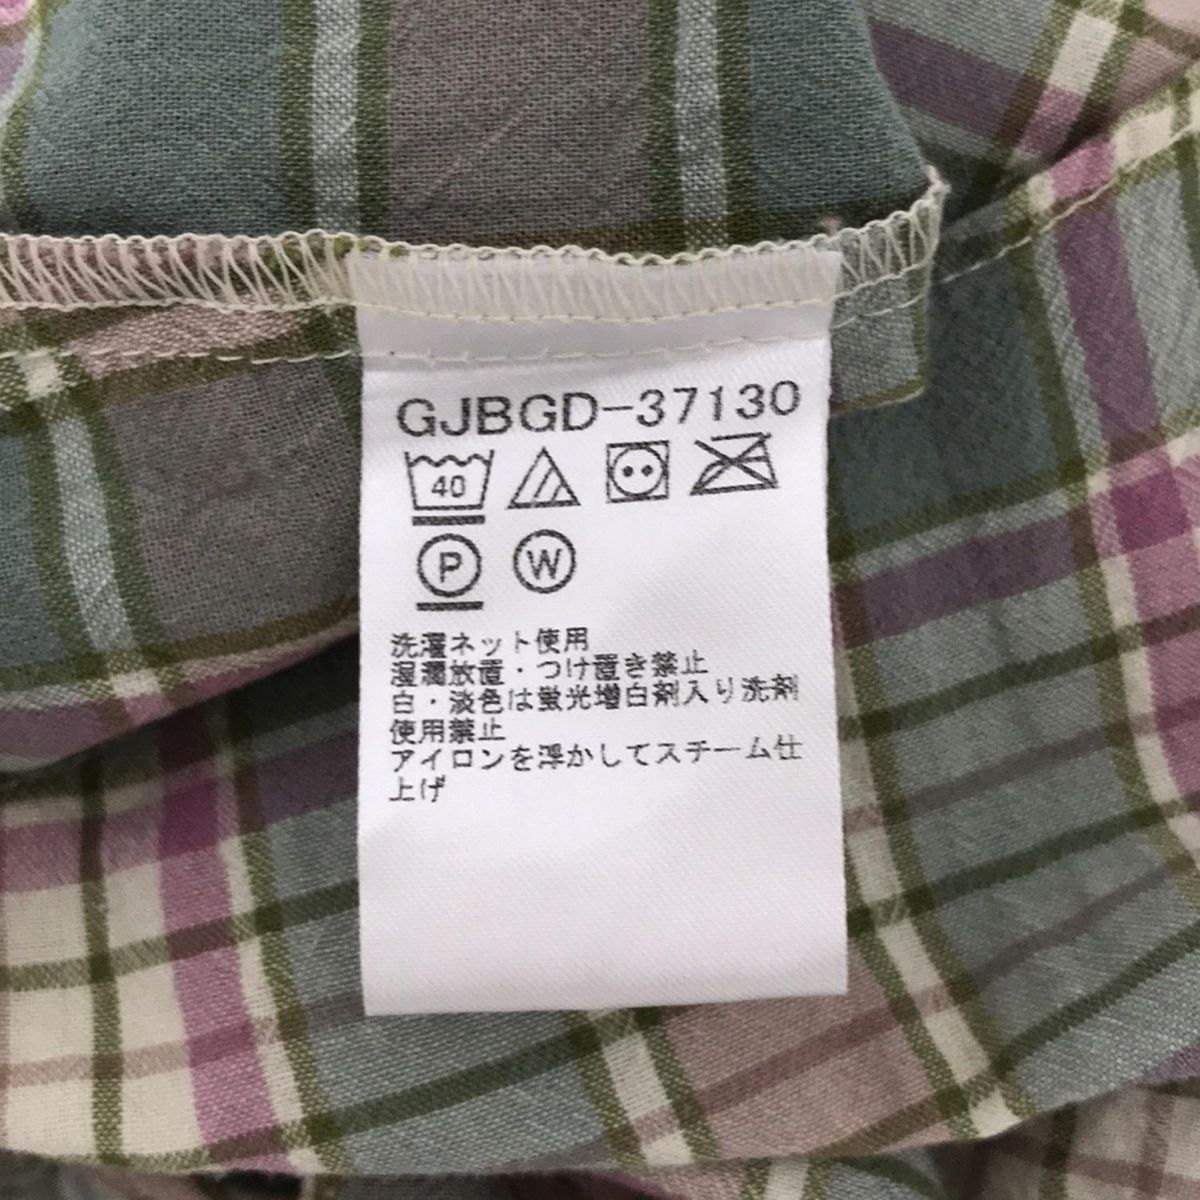 GJBGD-37130
40
P W
洗濯ネット使用
湿潤放置・つけ置き禁止
白・淡色は蛍光増白剤入り洗剤
使用禁止
アイロンを浮かしてスチーム仕
上げ